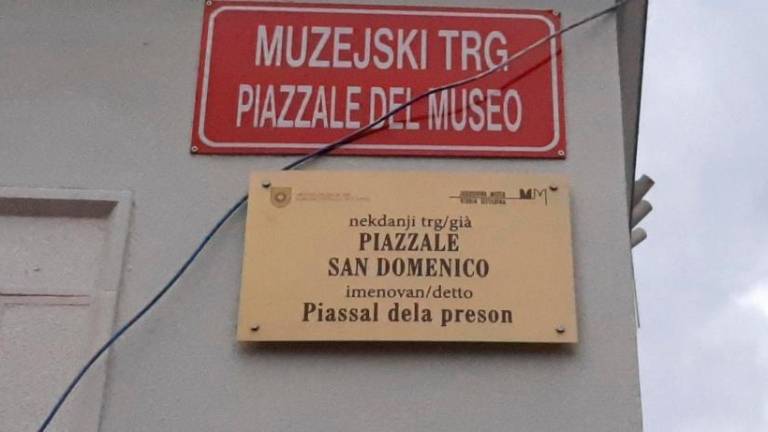 MUZEJSKI TRG
PIAZZALE DEL MUSEO
nekdanji trg/già
PIAZZALE
SAN DOMENICO
imenovan/detto
Piassal dela preson